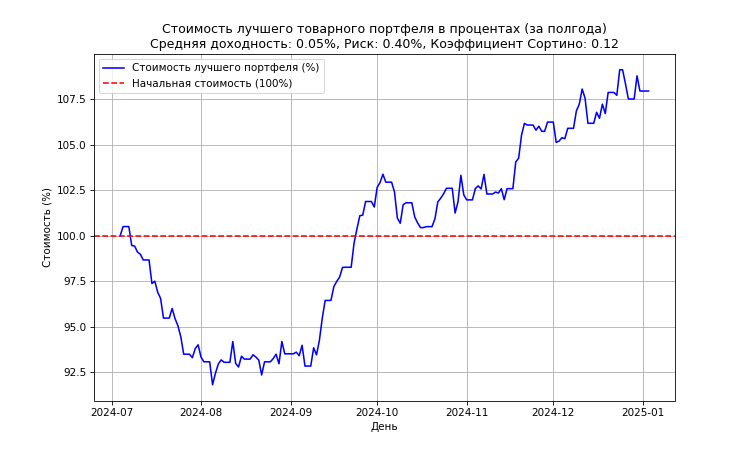 Стоимость лучшего товарного портфеля в процентах (за полгода)
Средняя доходность: 0.05%, Риск: 0.40%, Коэффициент Сортино: 0.12
Стоимость лучшего портфеля (%)
Начальная стоимость (100%)
Стоимость (%)
107.5
105.0
102.5
100.0
97.5
95.0
92.5
2024-07 2024-08 2024-09 2024-10 2024-11 2024-12 2025-01
День